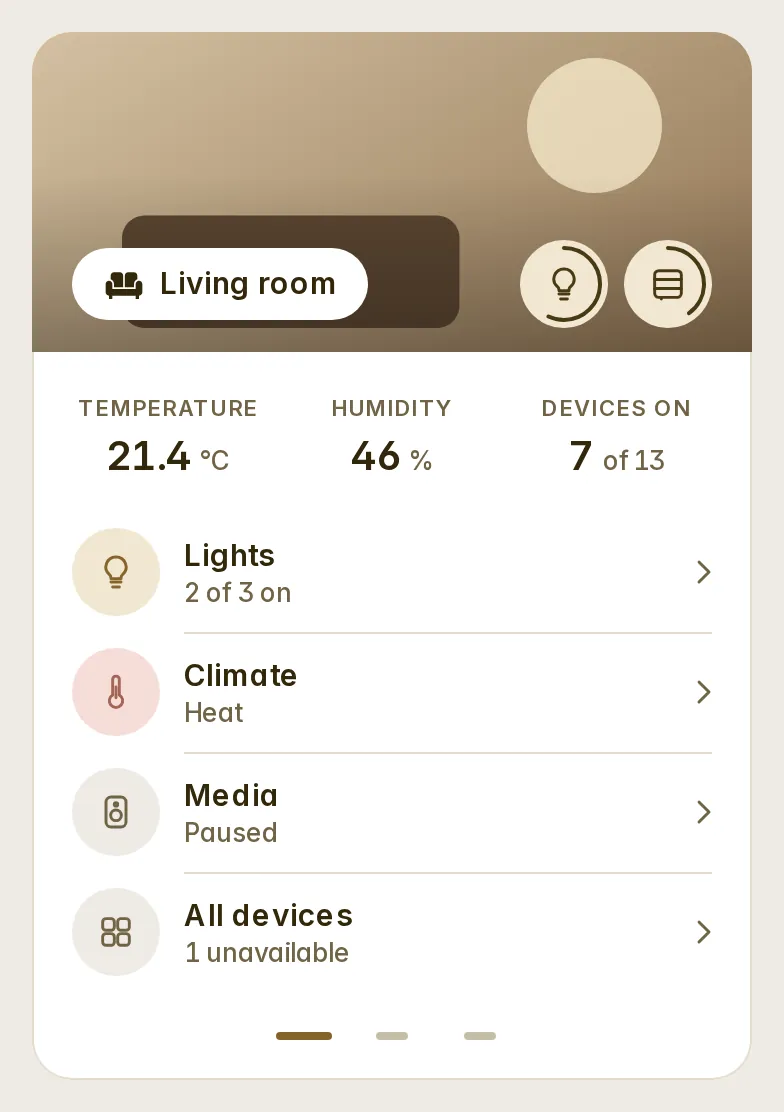 Living room
TEMPERATURE HUMIDITY DEVICES ON
21.4 °C 46 % 7 of 13
Lights
2 of 3 on
Climate
Heat
Media
Paused
All devices
1 unavailable